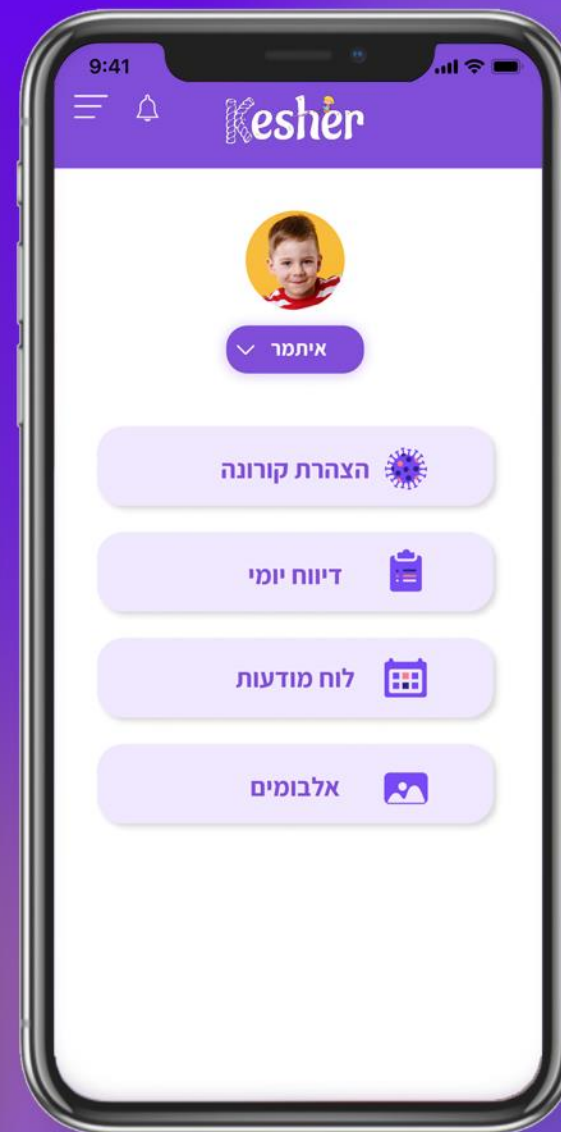 9:41
Kesher
איתמר
הצהרת קורונה
דיווח יומי
לוח מודעות
אלבומים